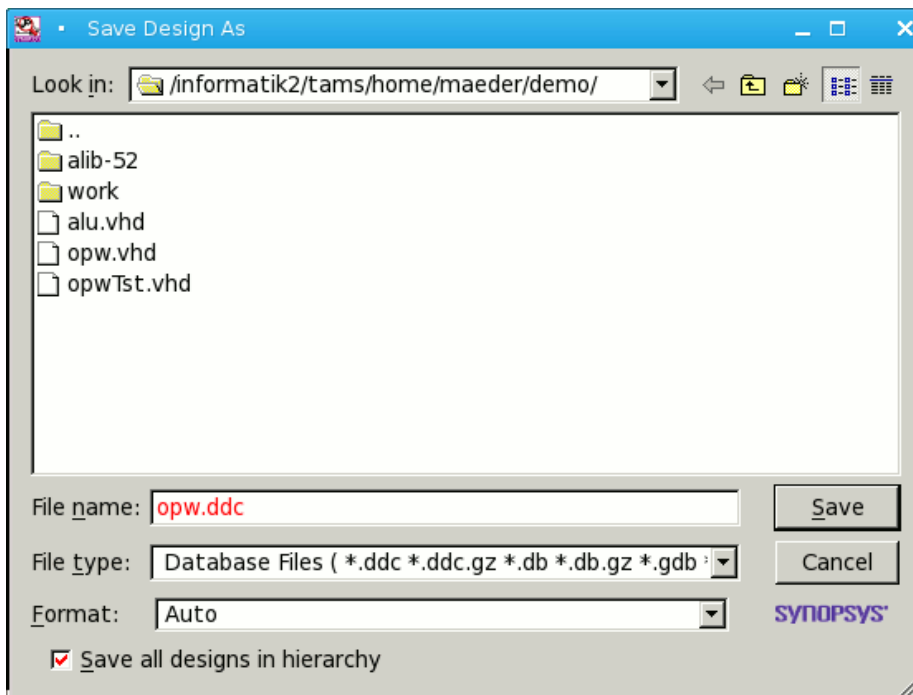 Save Design As
Look in: /informatik2/tams/home/maeder/demo/
..
alib-52
work
alu.vhd
opw.vhd
opwTst.vhd
File name: opw.ddc Save
File type: Database Files ( *.ddc *.ddc.gz *.db *.db.gz *.gdb Cancel
Format: Auto SYNOPSYS
Save all designs in hierarchy